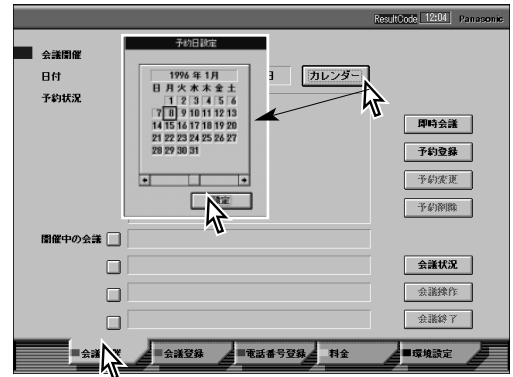 ResultCode 12:04 Panasonic
予約日設定
会議開催
日付
カレンダー
予約状況
1996 年 1月
日 月 火 水 木 金 土
1 2 3 4 5 6
7 8 9 10 11 12 13
14 15 16 17 18 19 20
21 22 23 24 25 26 27
28 29 30 31
即時会議
予約登録
予約変更
予約削除
開催中の会議
会議状況
会議操作
会議終了
会議登録
電話番号登録
料金
環境設定